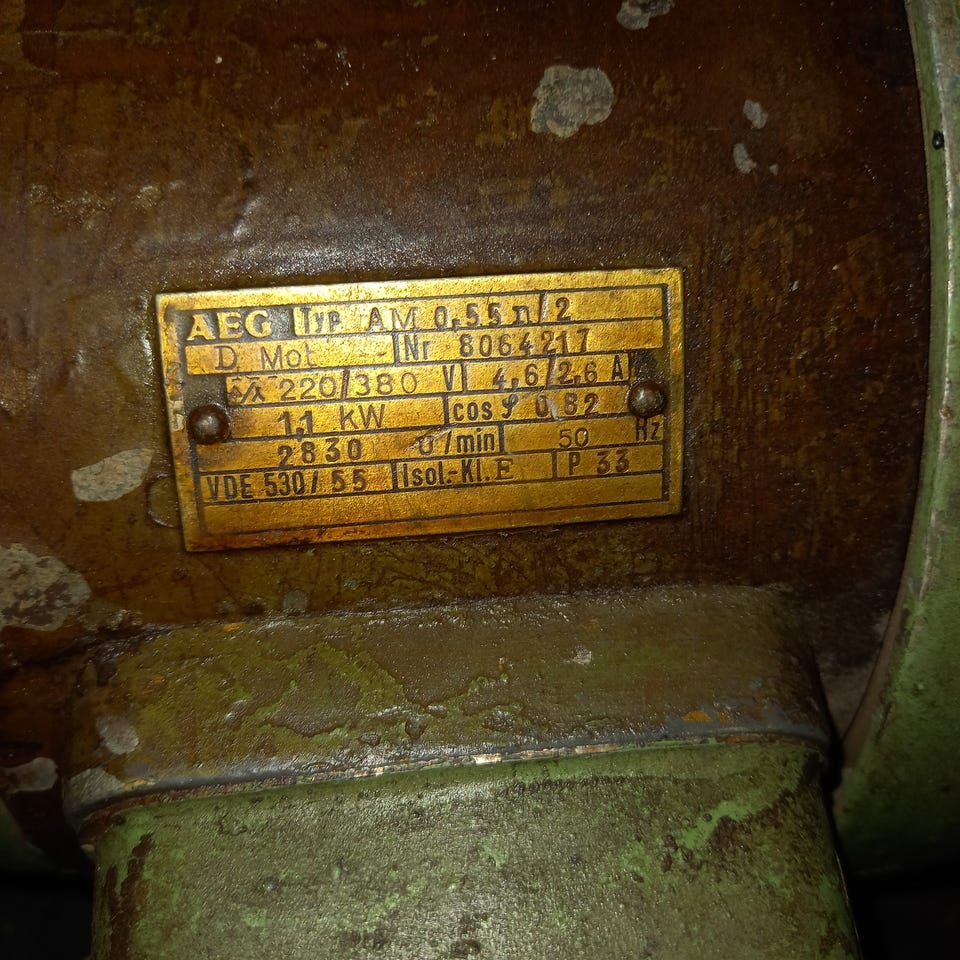 AEG Typ AM 0,55 n/2
D. Mot Nr 8064217
△/⅄ 220/380 V 4,6/2,6 A
1,1 kW cos φ 0,82
2830 U/min 50 Hz
VDE 530/55 Isol.-Kl. E P 33